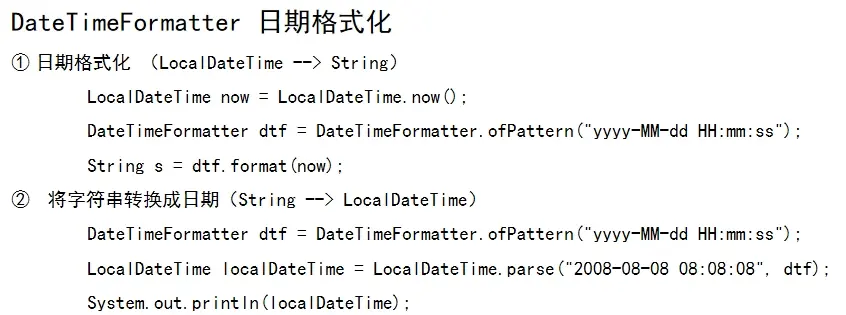 DateTimeFormatter 日期格式化
① 日期格式化 （LocalDateTime --> String）
LocalDateTime now = LocalDateTime.now();
DateTimeFormatter dtf = DateTimeFormatter.ofPattern("yyyy-MM-dd HH:mm:ss");
String s = dtf.format(now);
② 将字符串转换成日期（String --> LocalDateTime）
DateTimeFormatter dtf = DateTimeFormatter.ofPattern("yyyy-MM-dd HH:mm:ss");
LocalDateTime localDateTime = LocalDateTime.parse("2008-08-08 08:08:08", dtf);
System.out.println(localDateTime);